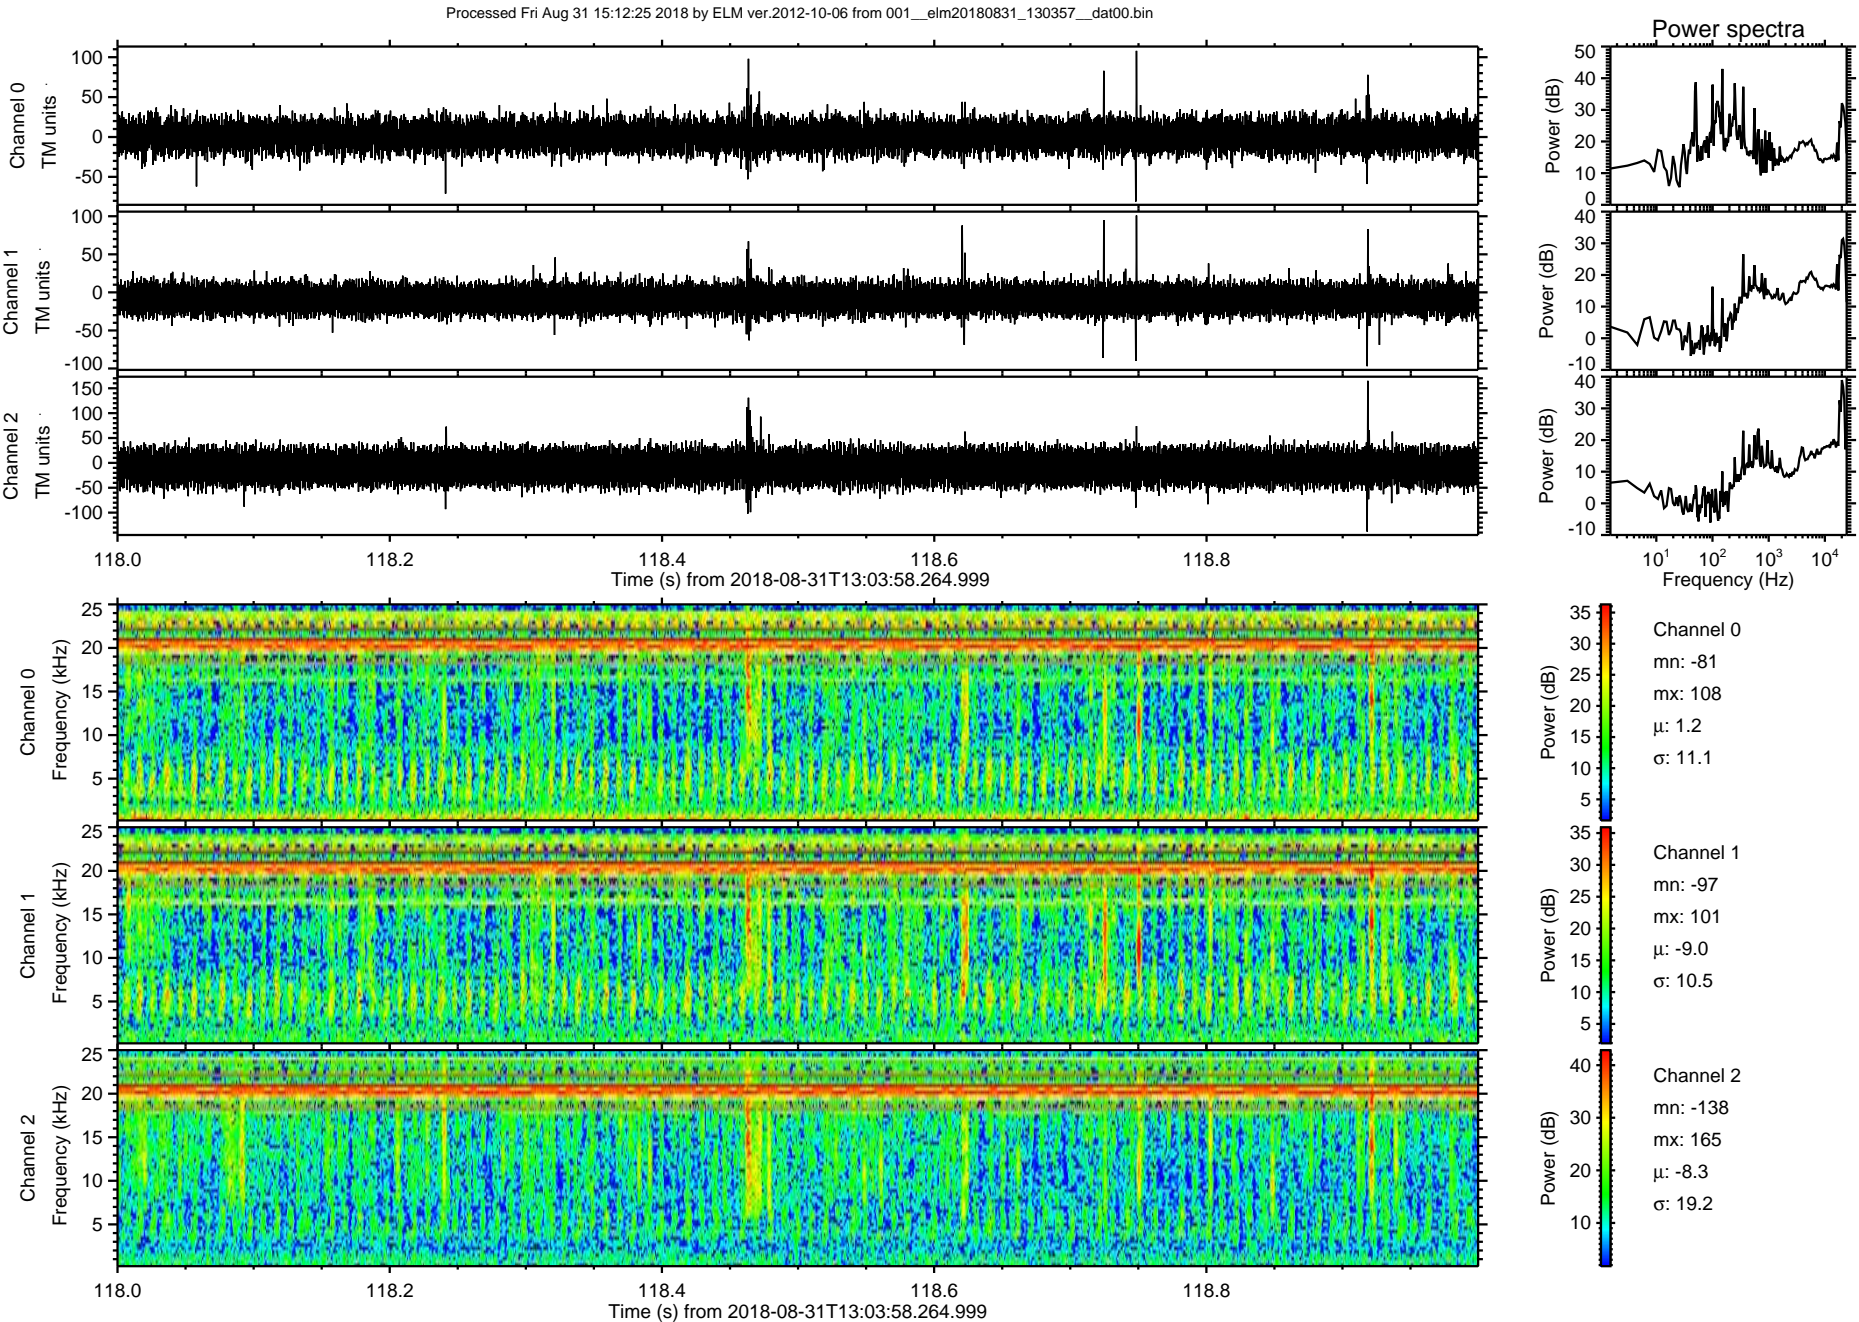 Processed Fri Aug 31 15:12:25 2018 by ELM ver.2012-10-06 from 001__elm20180831_130357__dat00.bin
Power spectra
Channel 0
TM units
100
50
0
-50
Power (dB)
50
40
30
20
10
0
Channel 1
TM units
100
50
0
-50
-100
Power (dB)
40
30
20
10
0
-10
Channel 2
TM units
150
100
50
0
-50
-100
Power (dB)
40
30
20
10
0
-10
118.0 118.2 118.4 118.6 118.8
Time (s) from 2018-08-31T13:03:58.264.999
10^1 10^2 10^3 10^4
Frequency (Hz)
Channel 0
Frequency (kHz)
25
20
15
10
5
Power (dB)
35
30
25
20
15
10
5
Channel 0
mn: -81
mx: 108
μ: 1.2
σ: 11.1
Channel 1
Frequency (kHz)
25
20
15
10
5
Power (dB)
35
30
25
20
15
10
5
Channel 1
mn: -97
mx: 101
μ: -9.0
σ: 10.5
Channel 2
Frequency (kHz)
25
20
15
10
5
Power (dB)
40
30
20
10
Channel 2
mn: -138
mx: 165
μ: -8.3
σ: 19.2
118.0 118.2 118.4 118.6 118.8
Time (s) from 2018-08-31T13:03:58.264.999